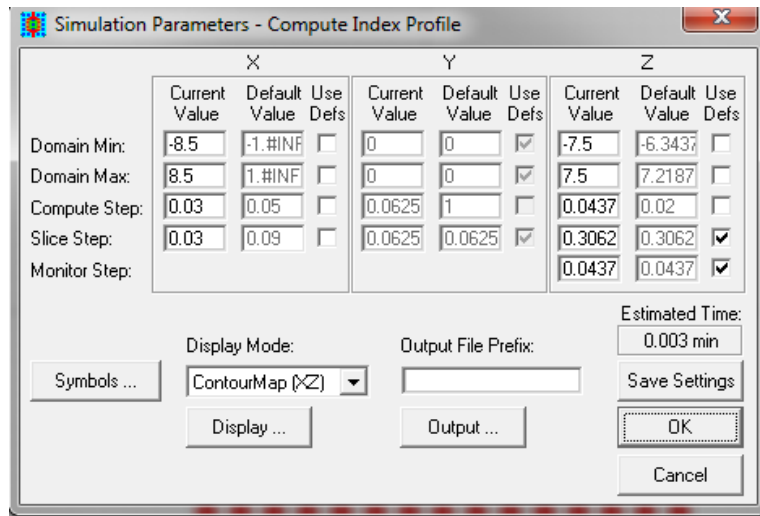 Simulation Parameters - Compute Index Profile
X Y Z
Current Default Use Current Default Use Current Default Use
Value Value Defs Value Value Defs Value Value Defs
Domain Min: -8.5 -1.#INF 0 0 -7.5 -6.3437
Domain Max: 8.5 1.#INF 0 0 7.5 7.2187
Compute Step: 0.03 0.05 0.0625 1 0.0437 0.02
Slice Step: 0.03 0.09 0.0625 0.0625 0.3062 0.3062
Monitor Step: 0.0437 0.0437
Estimated Time:
Display Mode: Output File Prefix: 0.003 min
Symbols ... ContourMap (XZ) Save Settings
Display ... Output ... OK
Cancel